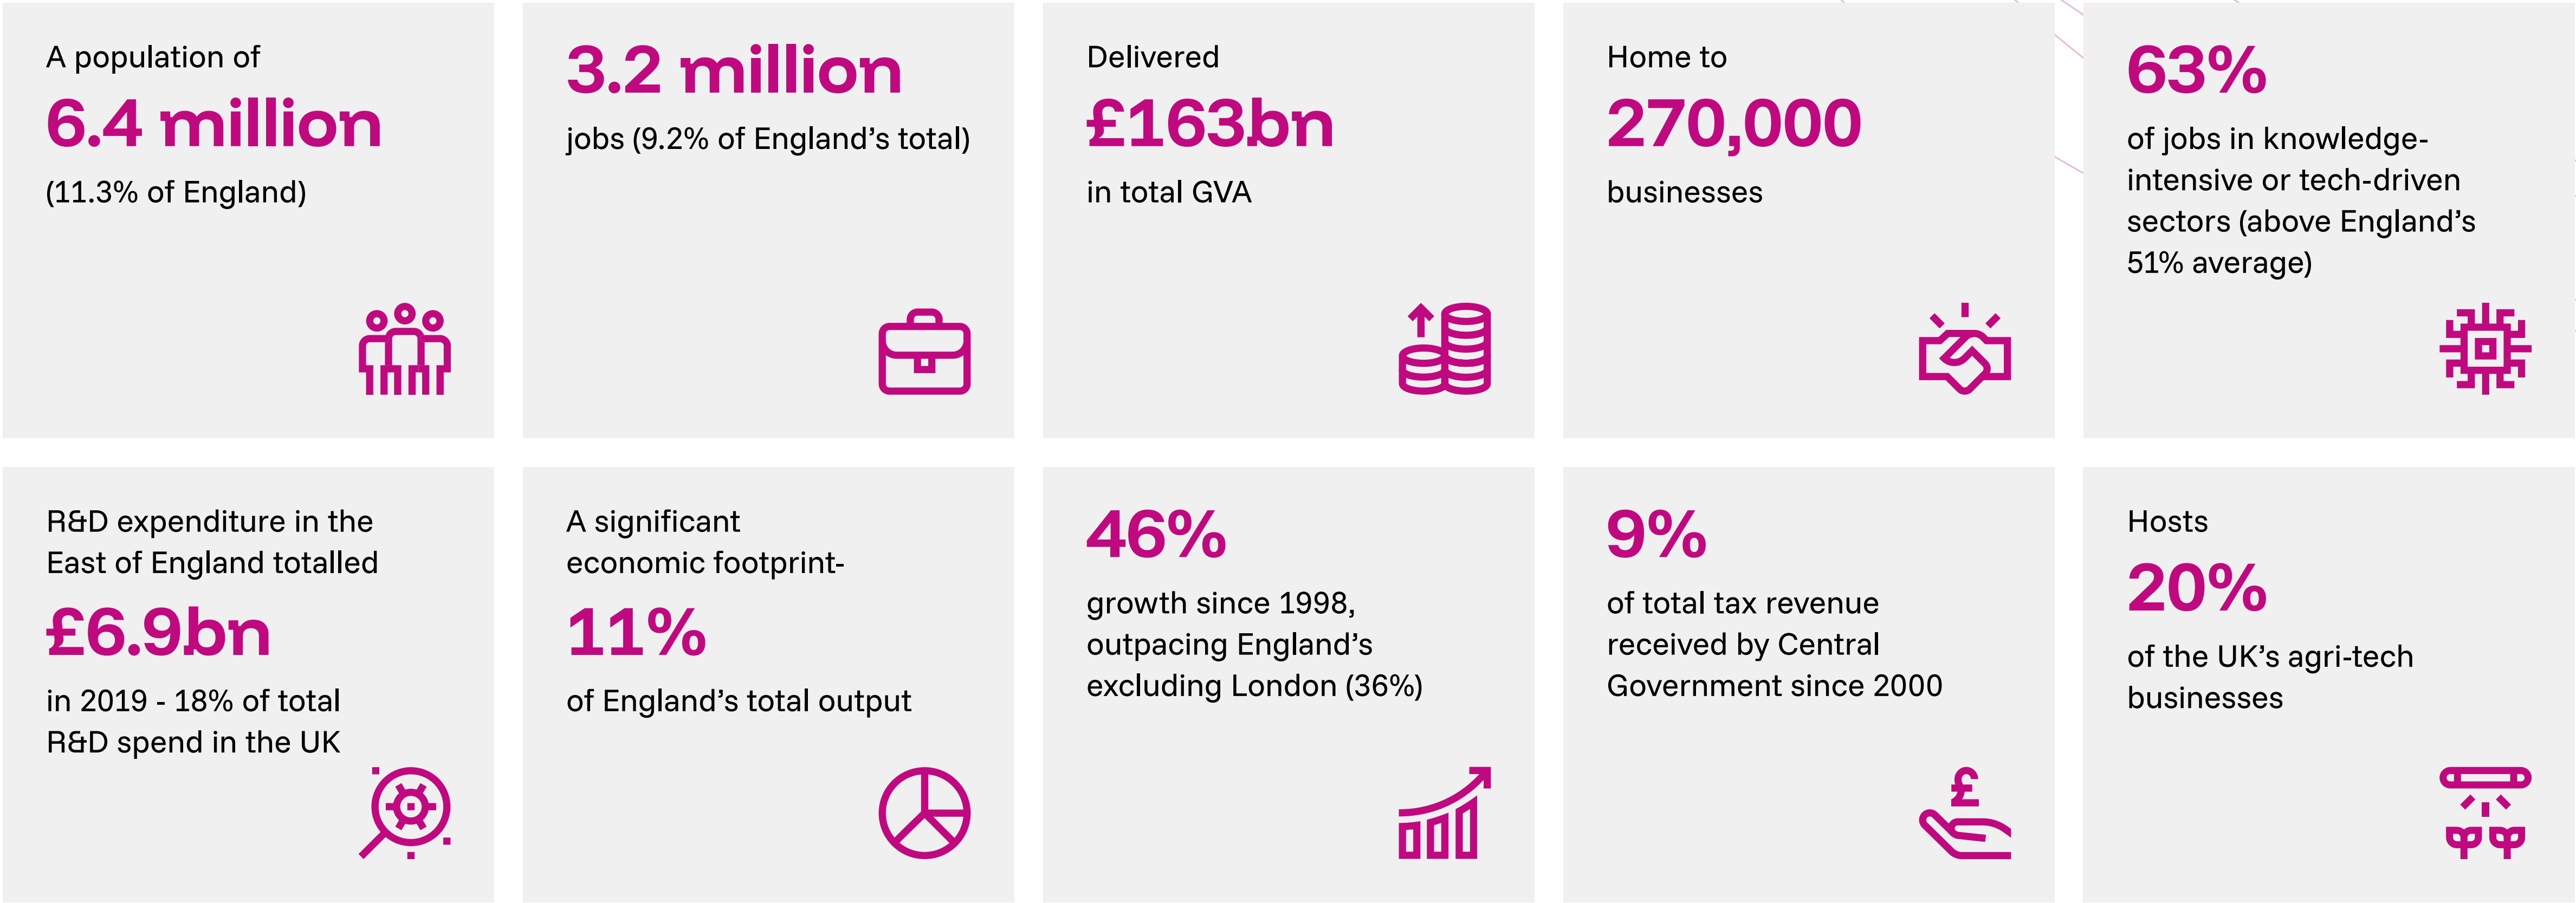 A population of
6.4 million
(11.3% of England)
3.2 million
jobs (9.2% of England’s total)
Delivered
£163bn
in total GVA
Home to
270,000
businesses
63%
of jobs in knowledge-
intensive or tech-driven
sectors (above England’s
51% average)
R&D expenditure in the
East of England totalled
£6.9bn
in 2019 - 18% of total
R&D spend in the UK
A significant
economic footprint-
11%
of England’s total output
46%
growth since 1998,
outpacing England’s
excluding London (36%)
9%
of total tax revenue
received by Central
Government since 2000
£
Hosts
20%
of the UK’s agri-tech
businesses